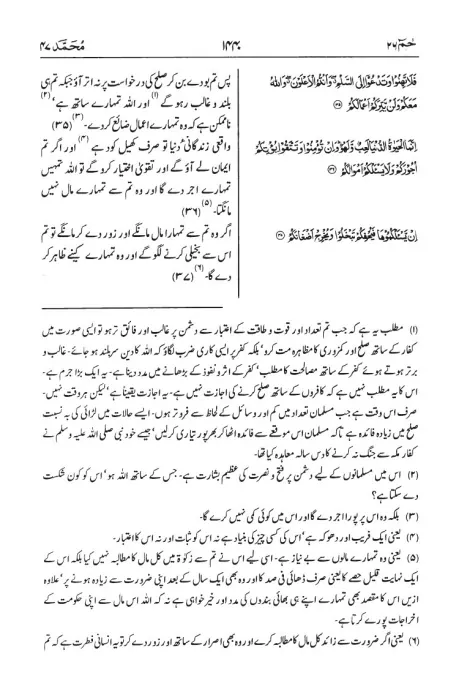 حٰمٓ ٢٦
١٤٤٠
مُحَمَّد ٤٧
فَلَا تَهِنُوْا وَتَدْعُوْٓا اِلَى السَّلْمِ وَاَنْتُمُ الْاَعْلَوْنَ وَاللّٰهُ
مَعَكُمْ وَلَنْ يَّتِرَكُمْ اَعْمَالَكُمْ ۝
اِنَّمَا الْحَيٰوةُ الدُّنْيَا لَعِبٌ وَّلَهْوٌ وَاِنْ تُؤْمِنُوْا وَتَتَّقُوْا يُؤْتِكُمْ
اُجُوْرَكُمْ وَلَا يَسْـَٔلْكُمْ اَمْوَالَكُمْ ۝
اِنْ يَّسْـَٔلْكُمُوْهَا فَيُحْفِكُمْ تَبْخَلُوْا وَيُخْرِجْ اَضْغَانَكُمْ ۝
پس تم بودے بن کر صلح کی درخواست پر نہ اتر آؤ جبکہ تم ہی
بلند و غالب رہو گے (۱) اور اللہ تمہارے ساتھ ہے، (۲)
ناممکن ہے کہ وہ تمہارے اعمال ضائع کر دے۔ (۳) (۳۵)
واقعی زندگانیٔ دنیا تو صرف کھیل کود ہے (۴) اور اگر تم
ایمان لے آؤ گے اور تقویٰ اختیار کرو گے تو اللہ تمہیں
تمہارے اجر دے گا اور وہ تم سے تمہارے مال نہیں
مانگتا۔ (۵) (۳۶)
اگر وہ تم سے تمہارا مال مانگے اور زور دے کر مانگے تو تم
اس سے بخیلی کرنے لگو گے اور وہ تمہارے کینے ظاہر کر
دے گا۔ (۶) (۳۷)
(۱) مطلب یہ ہے کہ جب تم تعداد اور قوت و طاقت کے اعتبار سے دشمن پر غالب اور فائق تر ہو تو ایسی صورت میں
کفار کے ساتھ صلح اور کمزوری کا مظاہرہ مت کرو، بلکہ کفر پر ایسی کاری ضرب لگاؤ کہ اللہ کا دین سربلند ہو جائے۔ غالب و
برتر ہوتے ہوئے کفر کے ساتھ مصالحت کا مطلب، کفر کے اثر و نفوذ کے بڑھانے میں مدد دینا ہے۔ یہ ایک بڑا جرم ہے۔
اس کا یہ مطلب نہیں ہے کہ کافروں کے ساتھ صلح کرنے کی اجازت نہیں ہے۔ یہ اجازت یقیناً ہے، لیکن ہر وقت نہیں۔
صرف اس وقت ہے جب مسلمان تعداد میں کم اور وسائل کے لحاظ سے فروتر ہوں۔ ایسے حالات میں لڑائی کی بہ نسبت
صلح میں زیادہ فائدہ ہے تاکہ مسلمان اس موقعے سے فائدہ اٹھا کر بھرپور تیاری کر لیں، جیسے خود نبی صلی اللہ علیہ وسلم نے
کفار مکہ سے جنگ نہ کرنے کا دس سالہ معاہدہ کیا تھا۔
(۲) اس میں مسلمانوں کے لیے دشمن پر فتح و نصرت کی عظیم بشارت ہے۔ جس کے ساتھ اللہ ہو، اس کو کون شکست
دے سکتا ہے؟
(۳) بلکہ وہ اس پر پورا اجر دے گا اور اس میں کوئی کمی نہیں کرے گا۔
(۴) یعنی ایک فریب اور دھوکہ ہے، اس کی کسی چیز کی بنیاد ہے نہ اس کو ثبات اور نہ اس کا اعتبار۔
(۵) یعنی وہ تمہارے مالوں سے بے نیاز ہے۔ اسی لیے اس نے تم سے زکوٰۃ میں کل مال کا مطالبہ نہیں کیا بلکہ اس کے
ایک نہایت قلیل حصے کا یعنی صرف ڈھائی فی صد کا اور وہ بھی ایک سال کے بعد اپنی ضرورت سے زیادہ ہونے پر، علاوہ
ازیں اس کا مقصد بھی تمہارے اپنے ہی بھائی بندوں کی مدد اور خیر خواہی ہے نہ کہ اللہ اس مال سے اپنی حکومت کے
اخراجات پورے کرتا ہے۔
(۶) یعنی اگر ضرورت سے زائد کل مال کا مطالبہ کرے اور وہ بھی اصرار کے ساتھ اور زور دے کر تو یہ انسانی فطرت ہے کہ تم